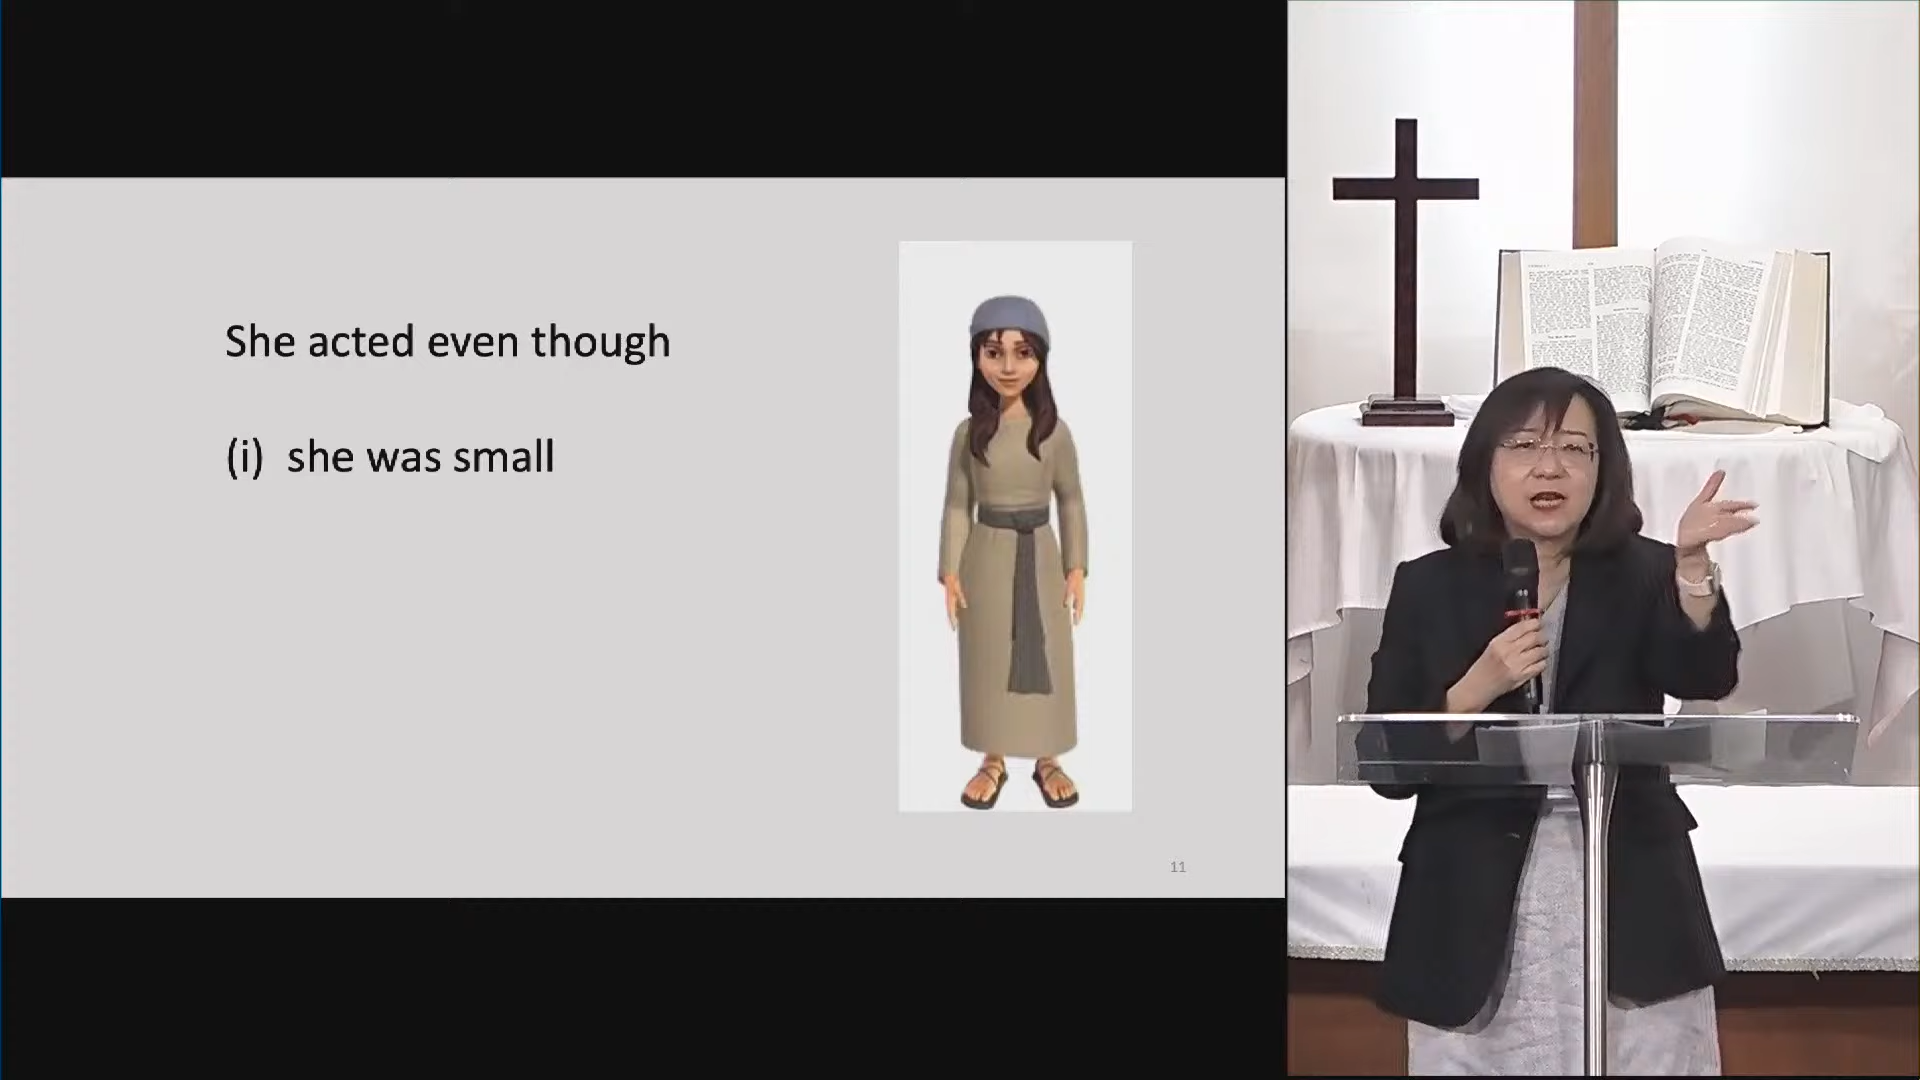 She acted even though
(i) she was small
11